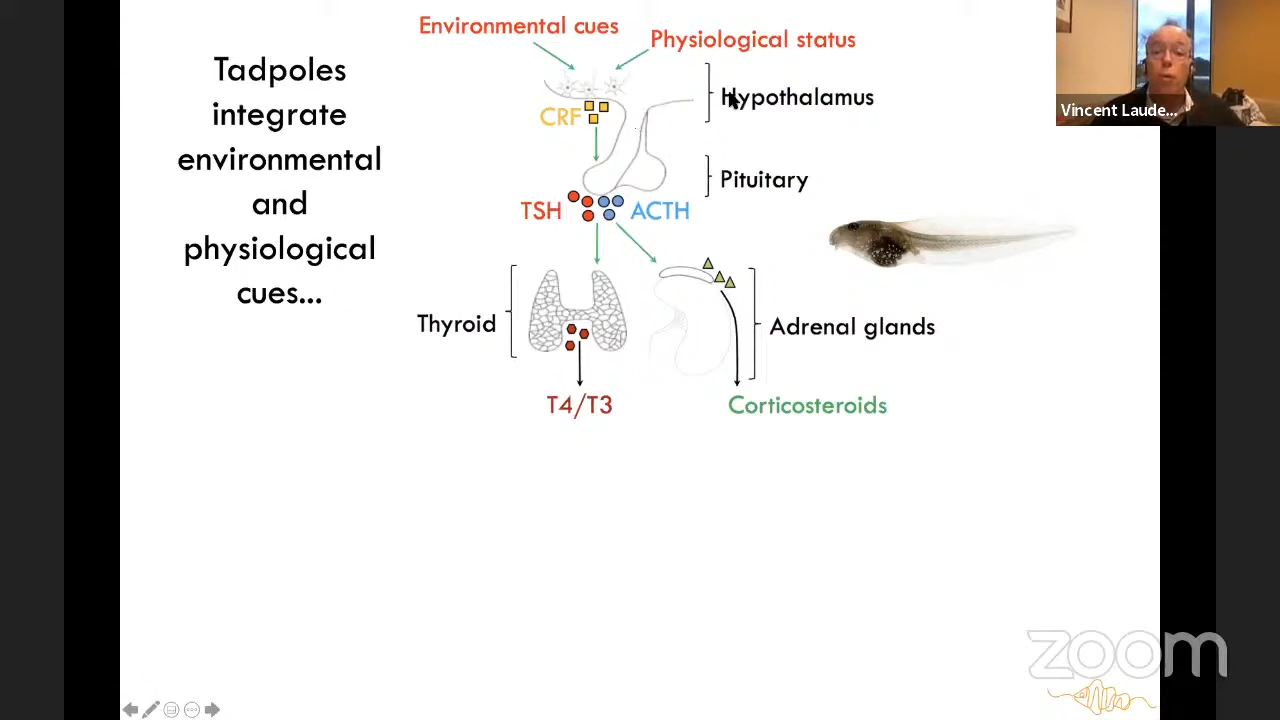 Tadpoles
integrate
environmental
and
physiological
cues...
Environmental cues
Physiological status
Hypothalamus
CRF
Pituitary
TSH
ACTH
Thyroid
Adrenal glands
T4/T3
Corticosteroids
Vincent Laude...
zoom